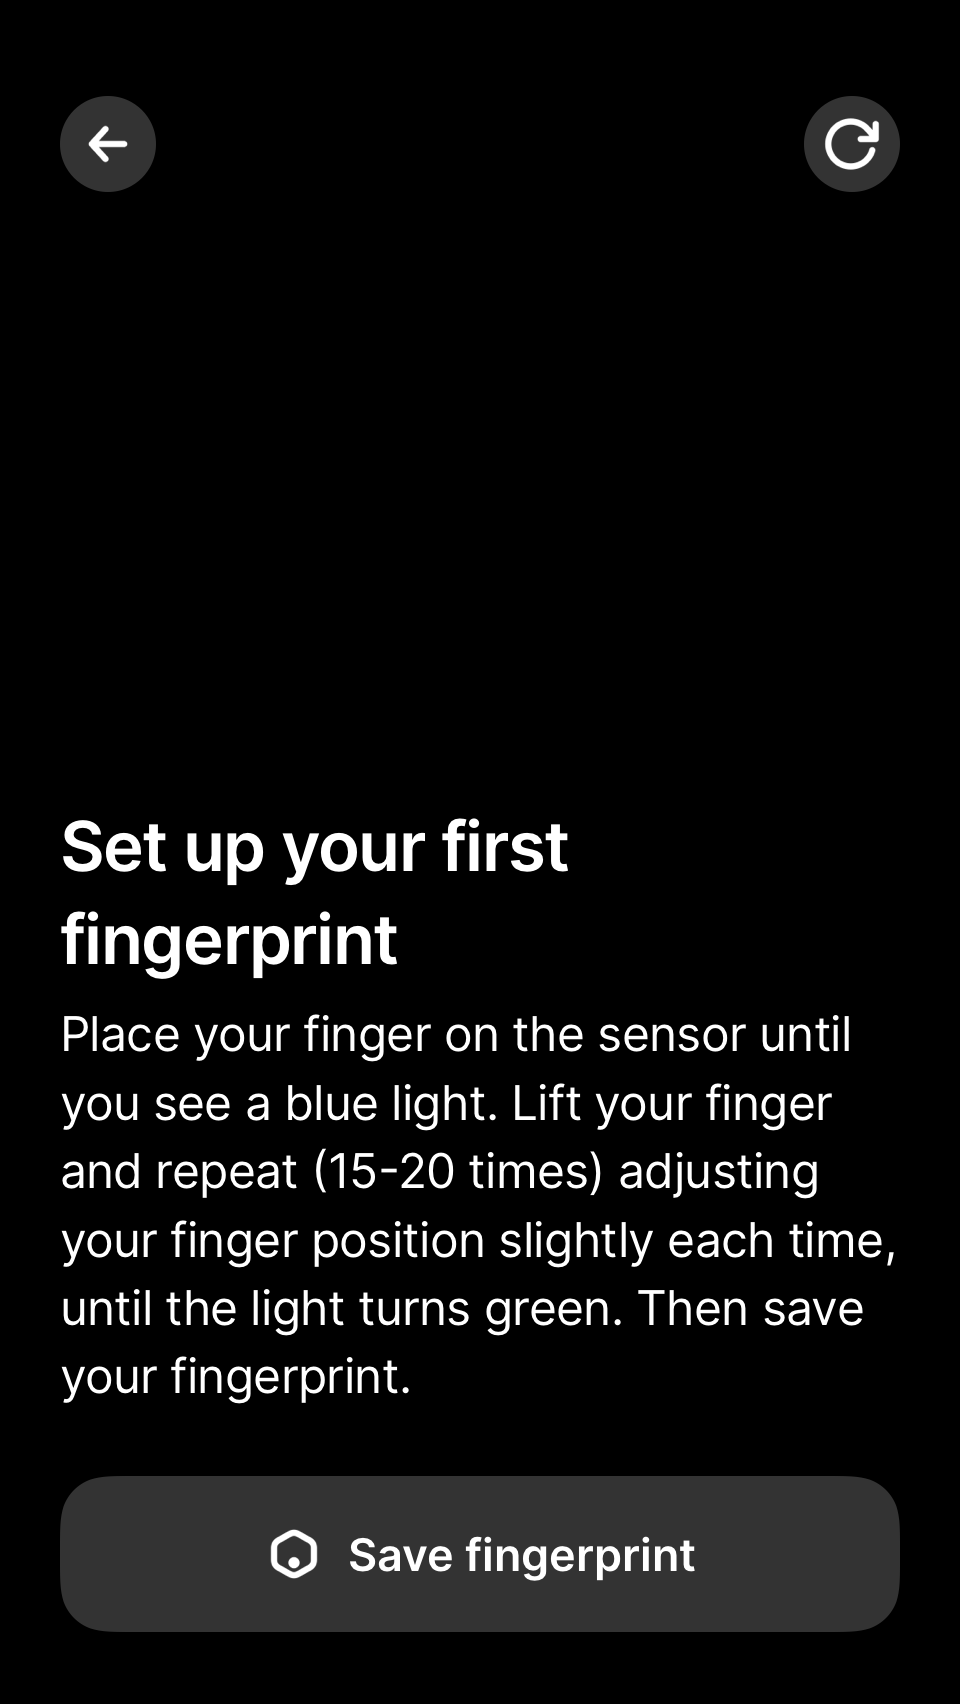 Set up your first
fingerprint
Place your finger on the sensor until
you see a blue light. Lift your finger
and repeat (15-20 times) adjusting
your finger position slightly each time,
until the light turns green. Then save
your fingerprint.
Save fingerprint